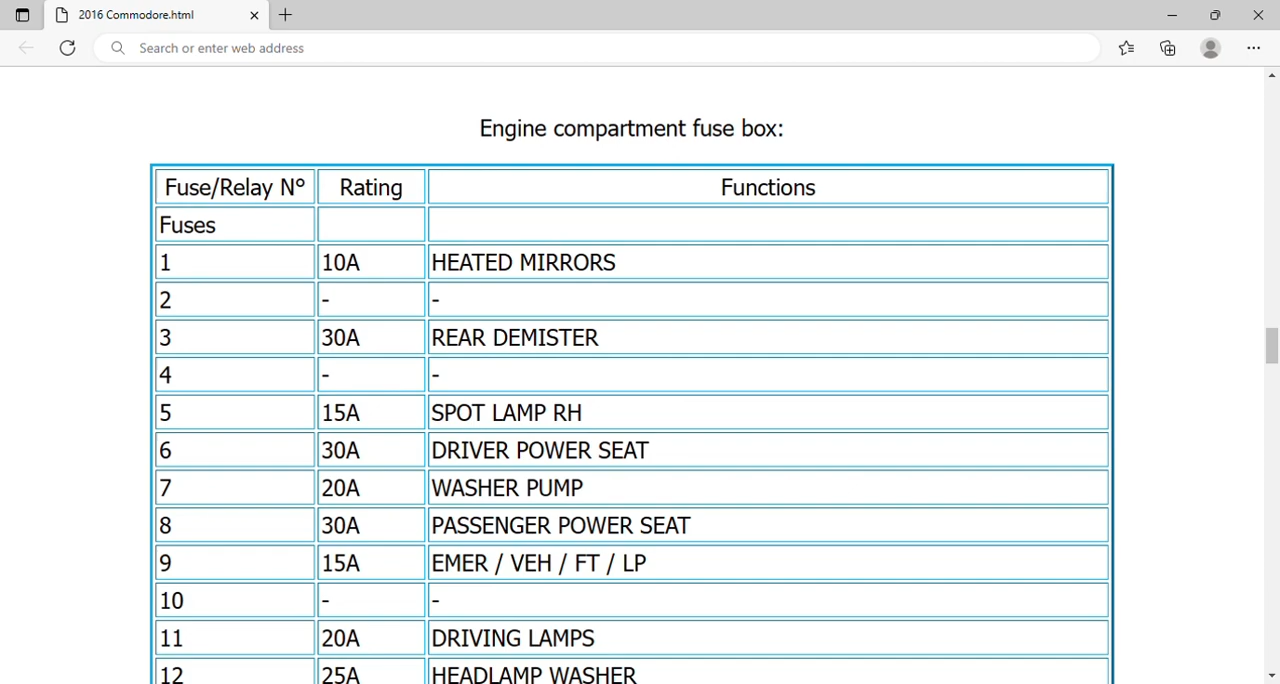 2016 Commodore.html
Search or enter web address
Engine compartment fuse box:
Fuse/Relay N° Rating Functions
Fuses
1 10A HEATED MIRRORS
2 - -
3 30A REAR DEMISTER
4 - -
5 15A SPOT LAMP RH
6 30A DRIVER POWER SEAT
7 20A WASHER PUMP
8 30A PASSENGER POWER SEAT
9 15A EMER / VEH / FT / LP
10 - -
11 20A DRIVING LAMPS
12 25A HEADLAMP WASHER